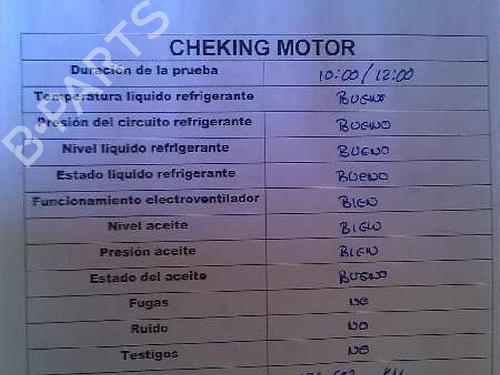 CHEKING MOTOR
Duración de la prueba 10:00/12:00
Temperatura liquido refrigerante BUENO
Presión del circuito refrigerante BUENO
Nivel liquido refrigerante BUENO
Estado liquido refrigerante BUENO
Funcionamiento electroventilador BIEN
Nivel aceite BIEN
Presión aceite BIEN
Estado del aceite BUENO
Fugas NO
Ruido NO
Testigos NO
B-PARTS